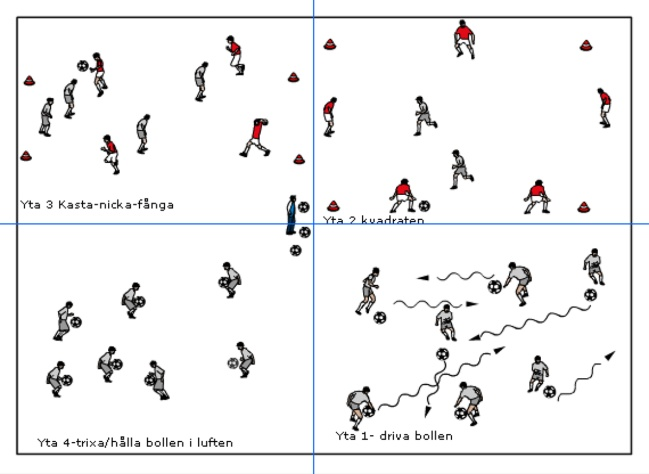 Yta 3 Kasta-nicka-fånga
Yta 2 kvadraten
Yta 4-trixa/hålla bollen i luften
Yta 1- driva bollen